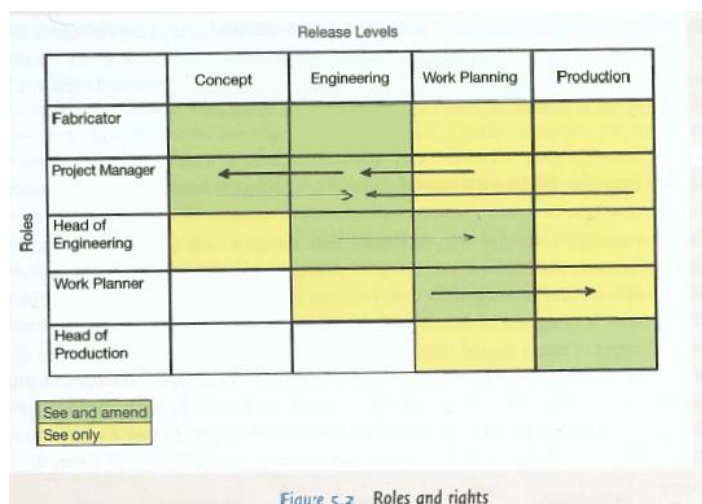 Release Levels
Concept
Engineering
Work Planning
Production
Roles
Fabricator
Project Manager
Head of
Engineering
Work Planner
Head of
Production
See and amend
See only
Figure 5.2 Roles and rights